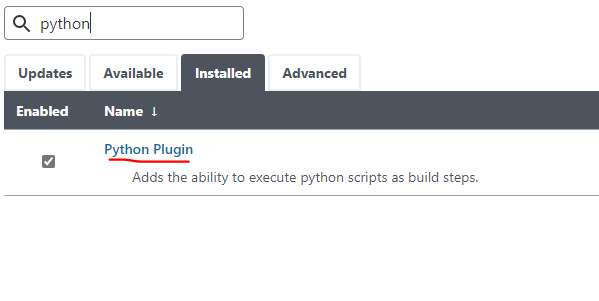 python
Updates Available Installed Advanced
Enabled Name ↓
Python Plugin
Adds the ability to execute python scripts as build steps.